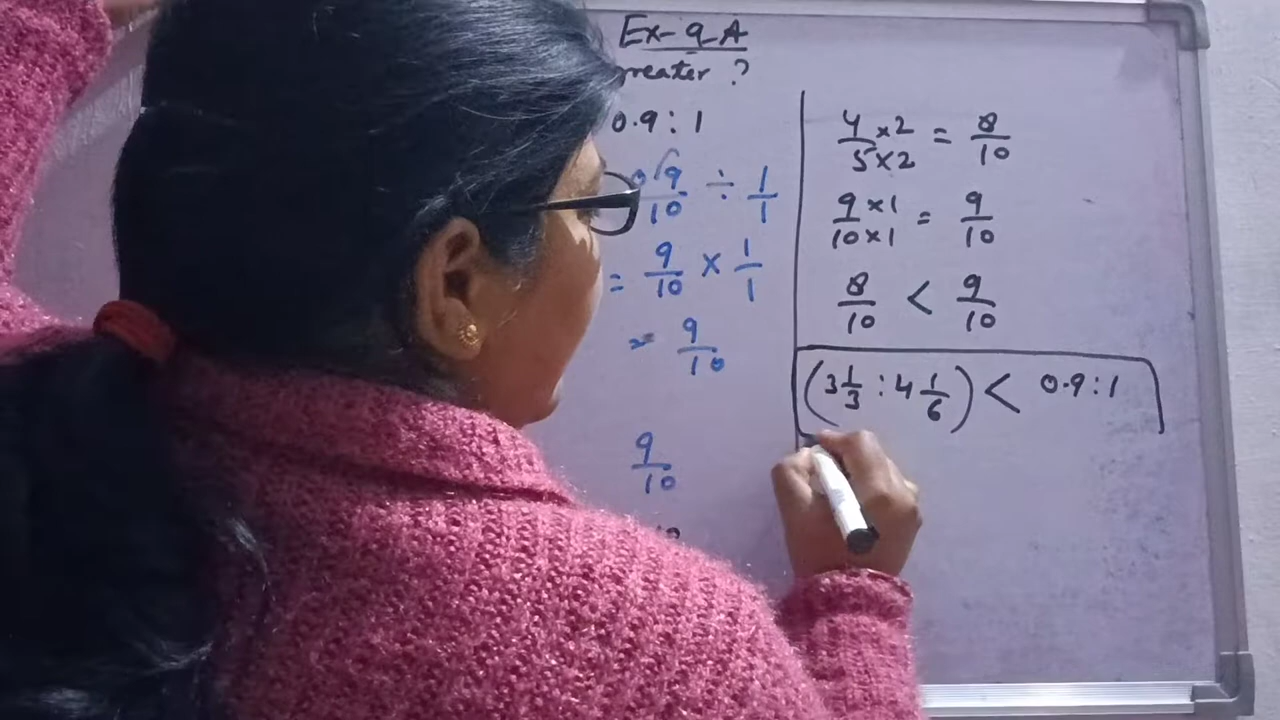 Ex-9-A
greater ?
0.9 : 1
09/10 ÷ 1/1
= 9/10 × 1/1
= 9/10
9/10
10
4×2/5×2 = 8/10
9×1/10×1 = 9/10
8/10 < 9/10
(3 1/3 : 4 1/6) < 0.9 : 1